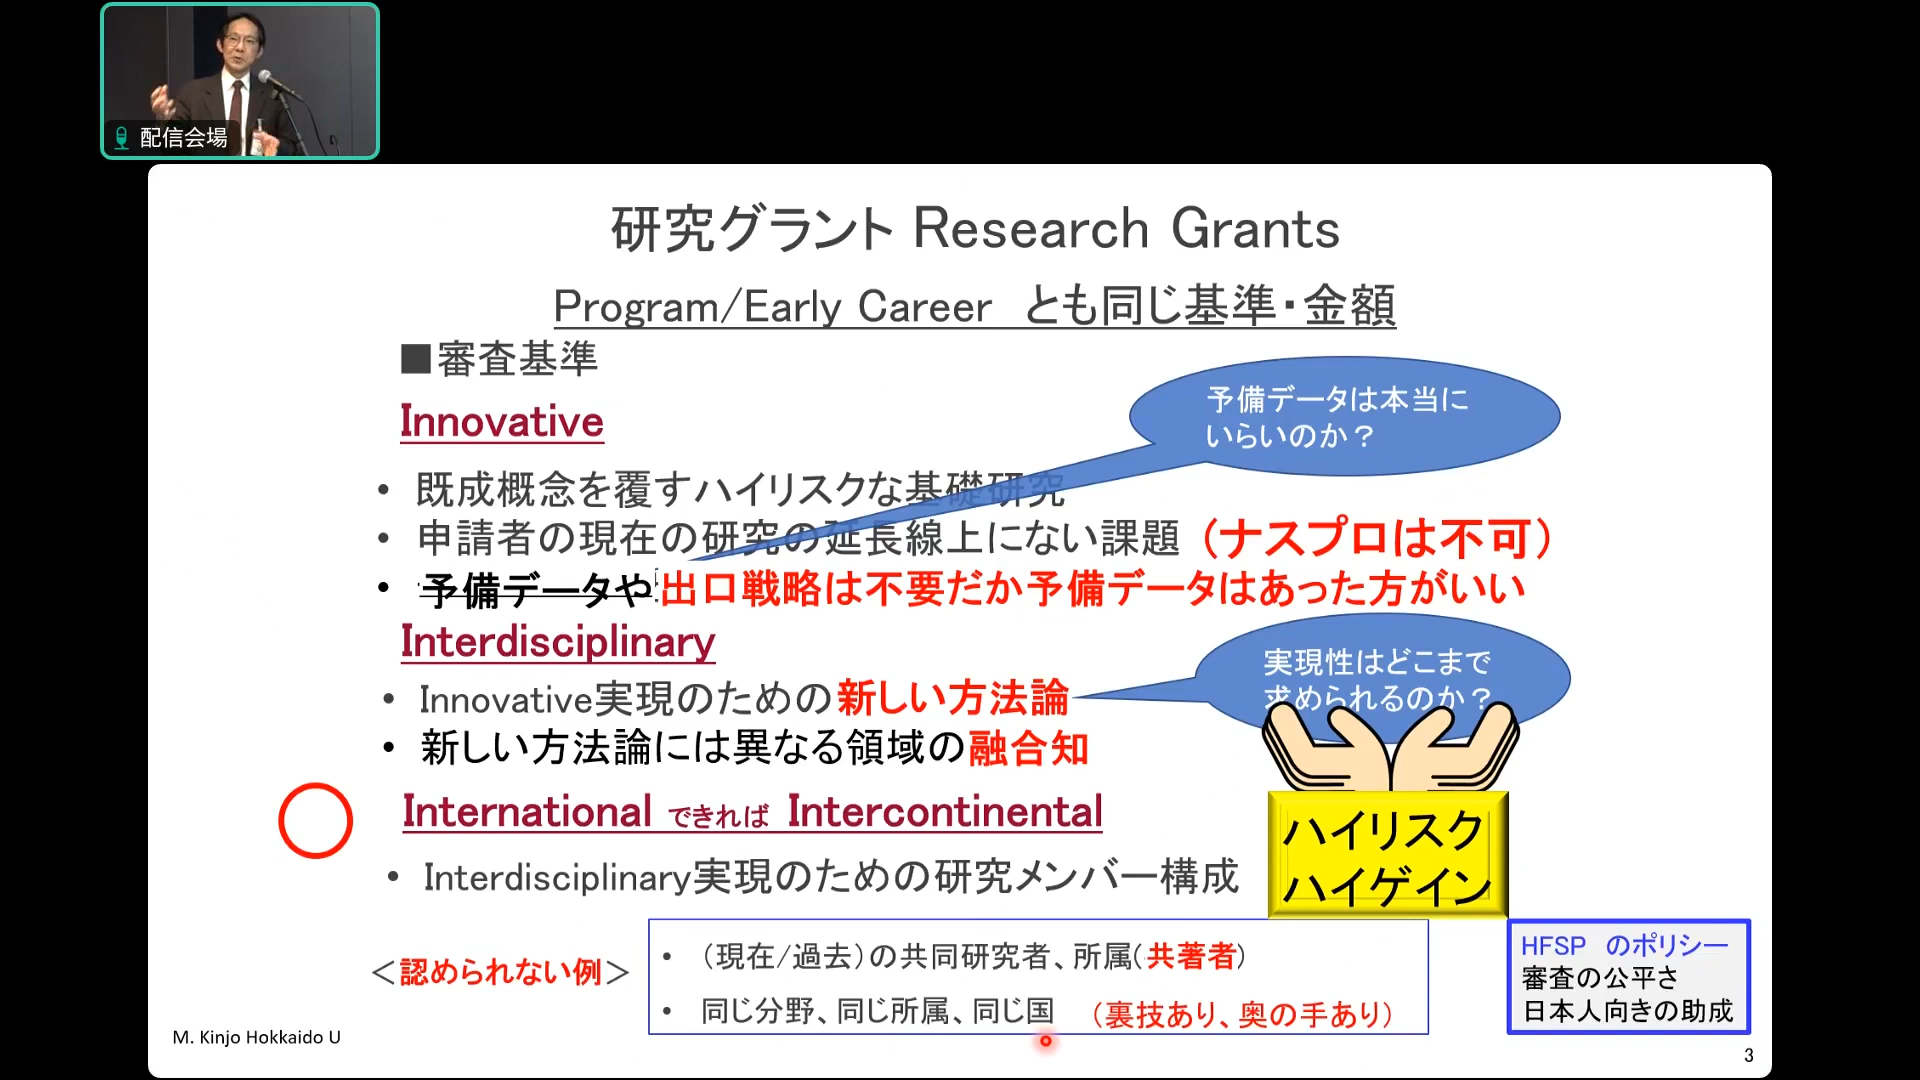 配信会場
研究グラント Research Grants
Program/Early Career とも同じ基準・金額
■審査基準
Innovative
予備データは本当に
いらいのか？
• 既成概念を覆すハイリスクな基礎研究
• 申請者の現在の研究の延長線上にない課題（ナスプロは不可）
• 予備データや出口戦略は不要だか予備データはあった方がいい
Interdisciplinary
実現性はどこまで
求められるのか？
• Innovative実現のための新しい方法論
• 新しい方法論には異なる領域の融合知
International できれば Intercontinental
• Interdisciplinary実現のための研究メンバー構成
ハイリスク
ハイゲイン
＜認められない例＞
• （現在/過去）の共同研究者、所属(共著者)
• 同じ分野、同じ所属、同じ国 （裏技あり、奥の手あり）
HFSP のポリシー
審査の公平さ
日本人向きの助成
M. Kinjo Hokkaido U
3